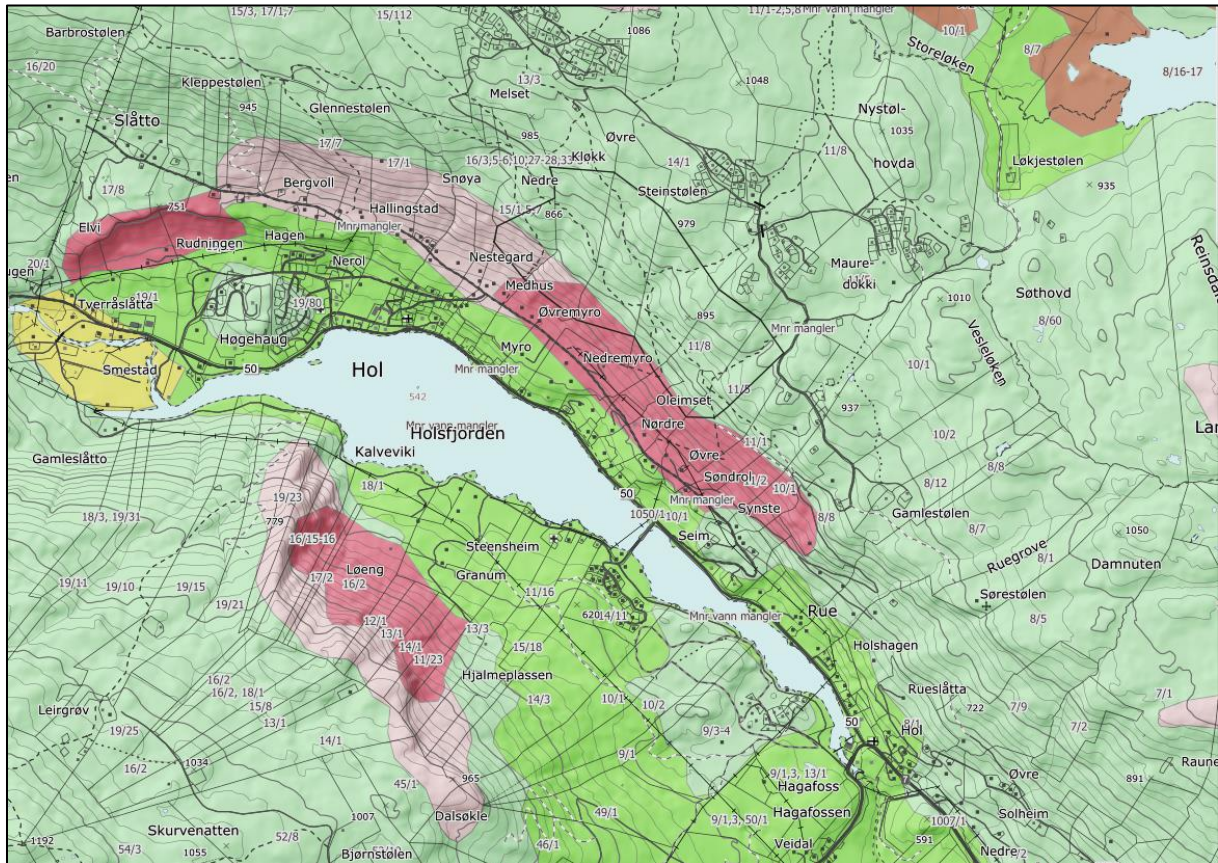 15/3, 17/1,7
15/112
11/1-2,5,8
Mnr vann mangler
10/1
Barbrostølen
1086
8/7
Storeløken
16/20
13/3
8/16-17
Kleppestølen
Melset
1048
945
Glennestølen
Nystøl-
Slåtto
985
Øvre
1035
17/7
Kløkk
11/8
hovda
17/1
16/3,5-6,10,27-28,33
14/1
Løkjestølen
Bergvoll
Snøya
Nedre
Steinstølen
935
17/8
Hallingstad
15/1,5,7
751
866
979
Elvi
Mnr mangler
Hagen
Rudningen
Nestegard
Maure-
Reinsda
20/1
Nerol
dokki
11/5
ugen
Medhus
1010
Søthovd
19/1
19/80
Tverråslåtta
Øvremyro
895
8/60
Mnr mangler
Høgehaug
Myro
11/8
Nedremyro
10/1
Vesleløken
Smestad
50
Hol
Mnr mangler
11/5
542
Oleimset
937
Mnr vann mangler
Nørdre
10/2
Lar
Holsfjorden
11/1
Gamleslåtto
Kalveviki
Øvre
8/8
Søndrol
11/2
10/1
8/12
18/1
50
19/23
Mnr mangler
Gamlestølen
18/3, 19/31
1050/1
10/1
Synste
8/8
779
8/7
1050
16/15-16
Steensheim
Seim
Ruegrove
Damnuten
8/1
Løeng
Granum
19/11
19/10
19/15
17/2
16/2
11/16
Sørestølen
19/21
Rue
12/1
620
14/11
Mnr vann mangler
8/5
13/1
13/3
14/1
15/18
Holshagen
11/23
Hjalmeplassen
16/2
Rueslåtta
16/2, 18/1
14/3
10/1
7/1
Leirgrøv
15/8
10/2
7/9
722
13/1
9/3-4
50
8/1
7/2
19/25
14/1
Hol
9/1
16/2
1034
965
9/1,3, 13/1
Øvre
891
Raune
45/1
Hagafoss
Dalsøkle
49/1
9/1,3, 50/1
Hagafossen
Solheim
1007
1007/1
Skurvenatten
52/8
591
1192
54/3
1055
Bjørnstølen
46/1
Veidal
Nedre